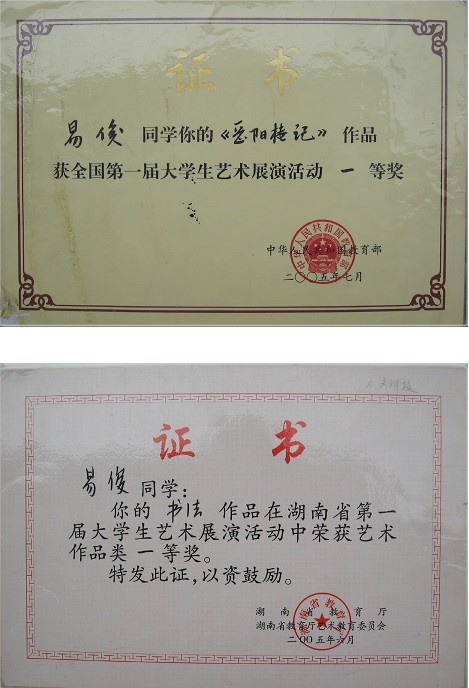 证 书
易俊 同学你的《岳阳楼记》作品
获全国第一届大学生艺术展演活动 一 等奖
中华人民共和国教育部
二〇〇五年七月
证 书
易俊 同学:
你的 书法 作品在湖南省第一
届大学生艺术展演活动中荣获艺术
作品类 一 等奖。
特发此证,以资鼓励。
湖南省教育厅
湖南省教育厅艺术教育委员会
二〇〇五年六月